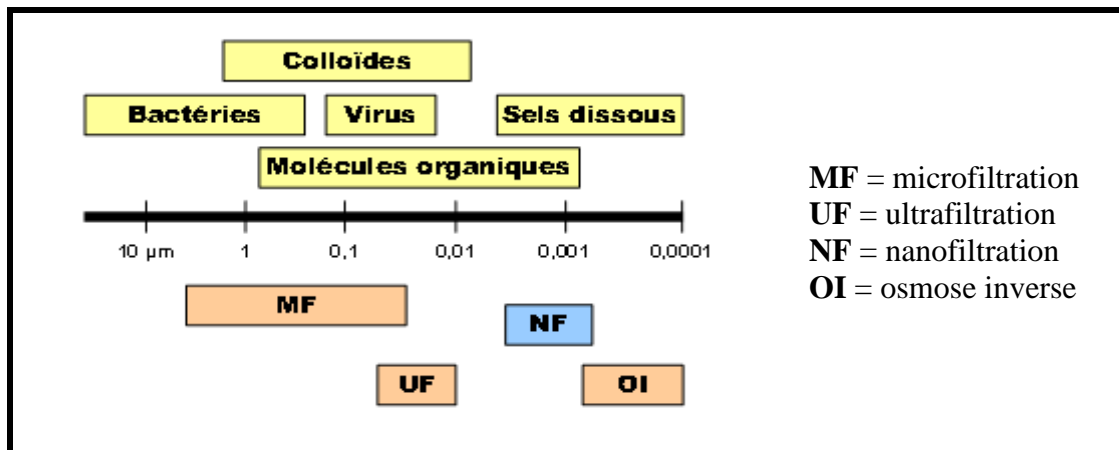 Colloïdes
Bactéries Virus Sels dissous
Molécules organiques
10 µm 1 0,1 0,01 0,001 0,0001
MF
NF
UF OI
MF = microfiltration
UF = ultrafiltration
NF = nanofiltration
OI = osmose inverse